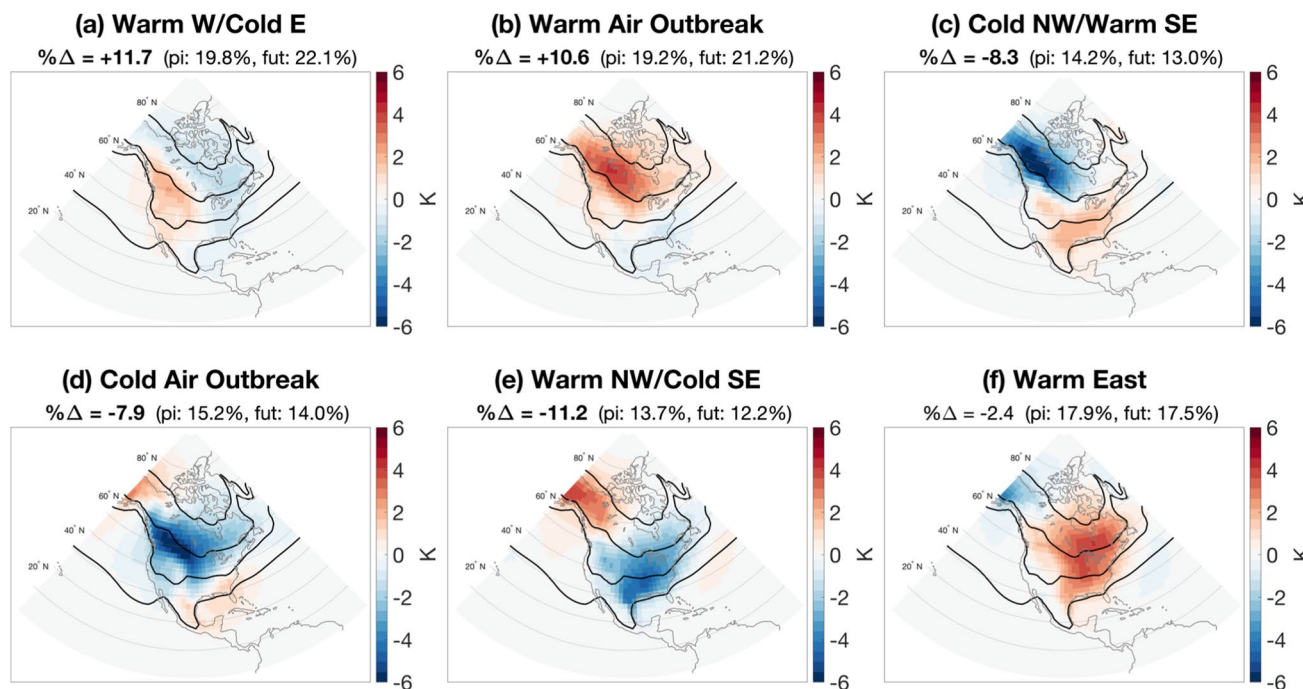 (a) Warm W/Cold E
%Δ = +11.7 (pi: 19.8%, fut: 22.1%)
80° N
60° N
40° N
20° N
6
4
2
0
-2
-4
-6
K
(b) Warm Air Outbreak
%Δ = +10.6 (pi: 19.2%, fut: 21.2%)
80° N
60° N
40° N
20° N
6
4
2
0
-2
-4
-6
K
(c) Cold NW/Warm SE
%Δ = -8.3 (pi: 14.2%, fut: 13.0%)
80° N
60° N
40° N
20° N
6
4
2
0
-2
-4
-6
K
(d) Cold Air Outbreak
%Δ = -7.9 (pi: 15.2%, fut: 14.0%)
80° N
60° N
40° N
20° N
6
4
2
0
-2
-4
-6
K
(e) Warm NW/Cold SE
%Δ = -11.2 (pi: 13.7%, fut: 12.2%)
80° N
60° N
40° N
20° N
6
4
2
0
-2
-4
-6
K
(f) Warm East
%Δ = -2.4 (pi: 17.9%, fut: 17.5%)
80° N
60° N
40° N
20° N
6
4
2
0
-2
-4
-6
K